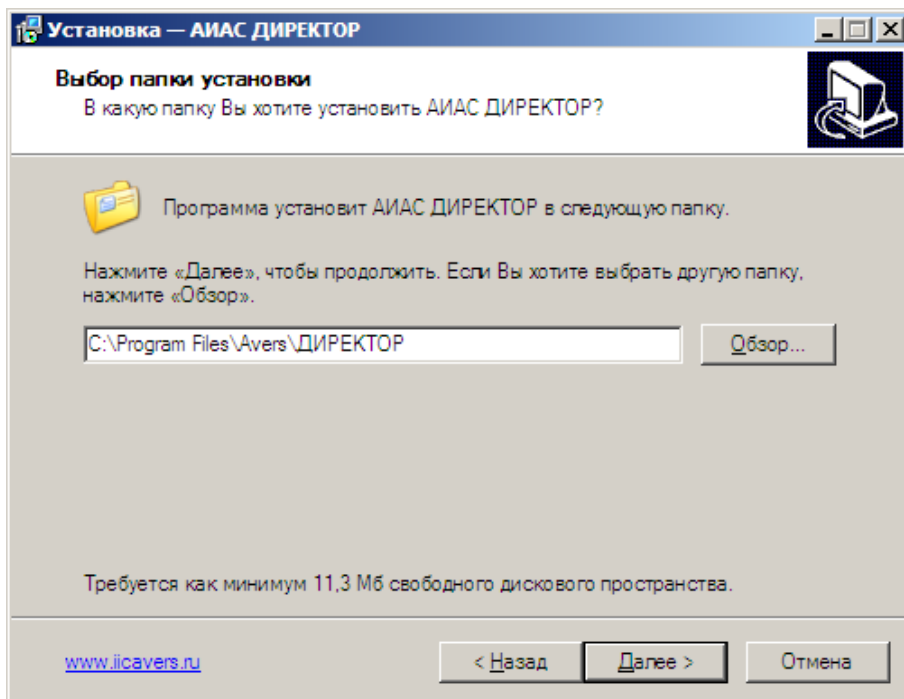 Установка — АИАС ДИРЕКТОР
Выбор папки установки
В какую папку Вы хотите установить АИАС ДИРЕКТОР?
Программа установит АИАС ДИРЕКТОР в следующую папку.
Нажмите «Далее», чтобы продолжить. Если Вы хотите выбрать другую папку,
нажмите «Обзор».
C:\Program Files\Avers\ДИРЕКТОР
Обзор...
Требуется как минимум 11,3 Мб свободного дискового пространства.
www.iicavers.ru
< Назад
Далее >
Отмена